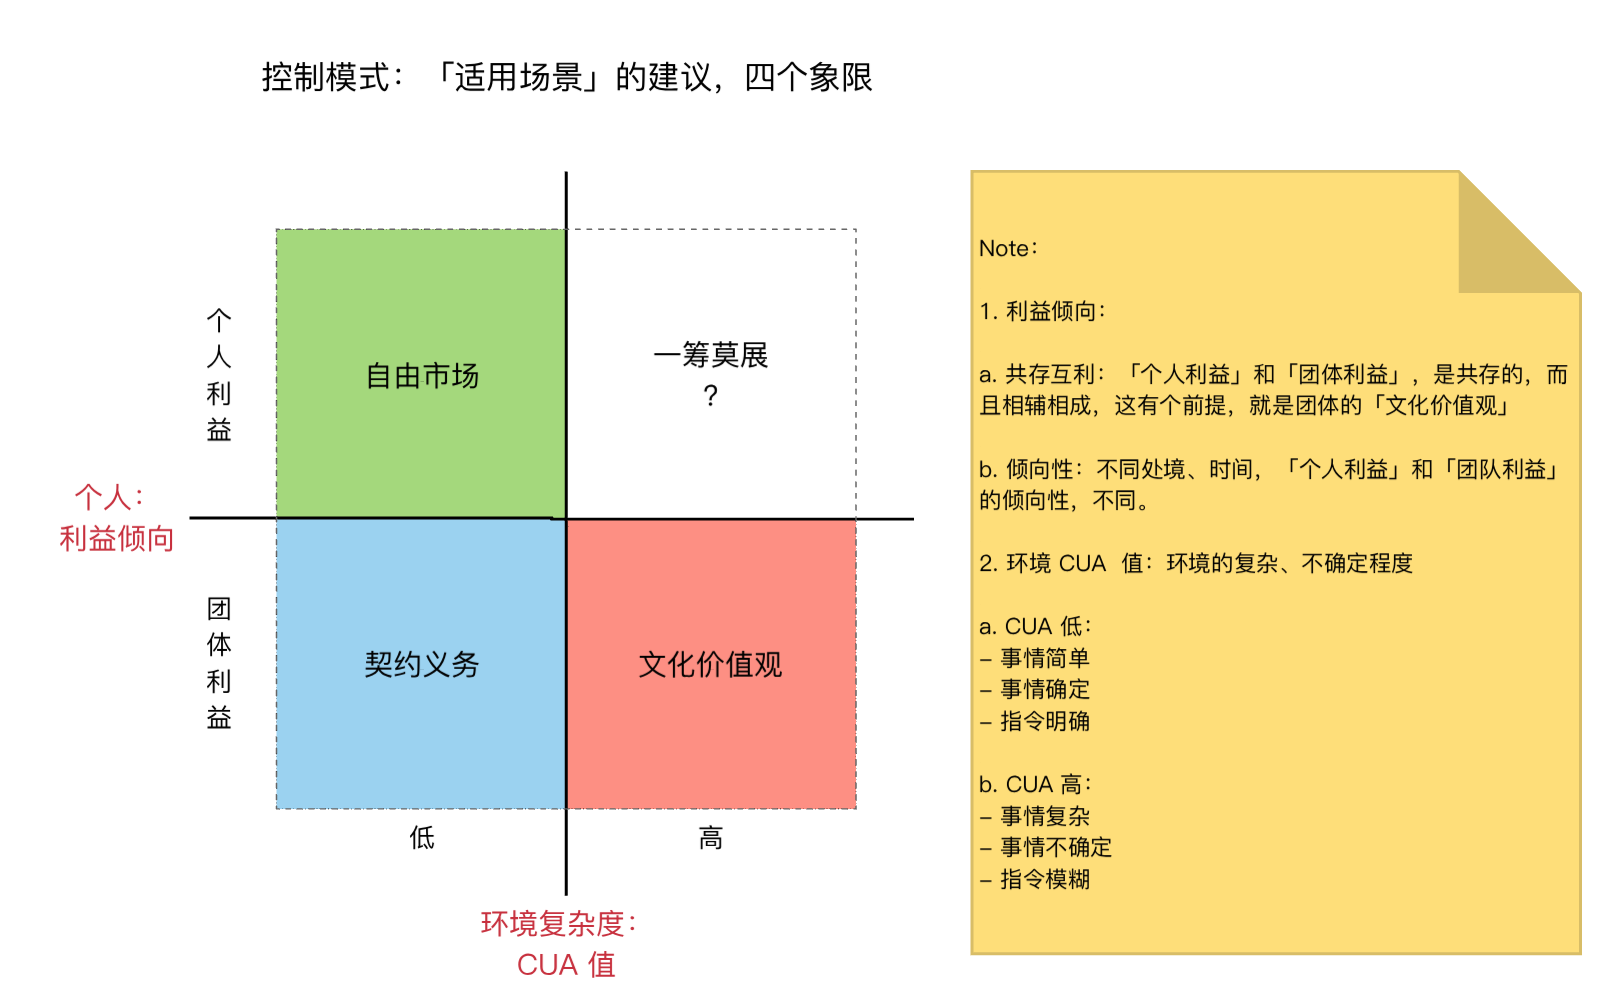 控制模式：「适用场景」的建议，四个象限
个人利益
自由市场
一筹莫展
？
个人：
利益倾向
团体利益
契约义务
文化价值观
低
高
环境复杂度：
CUA 值
Note：
1. 利益倾向：
a. 共存互利：「个人利益」和「团体利益」，是共存的，而
且相辅相成，这有个前提，就是团体的「文化价值观」
b. 倾向性：不同处境、时间，「个人利益」和「团队利益」
的倾向性，不同。
2. 环境 CUA 值：环境的复杂、不确定程度
a. CUA 低：
– 事情简单
– 事情确定
– 指令明确
b. CUA 高：
– 事情复杂
– 事情不确定
– 指令模糊